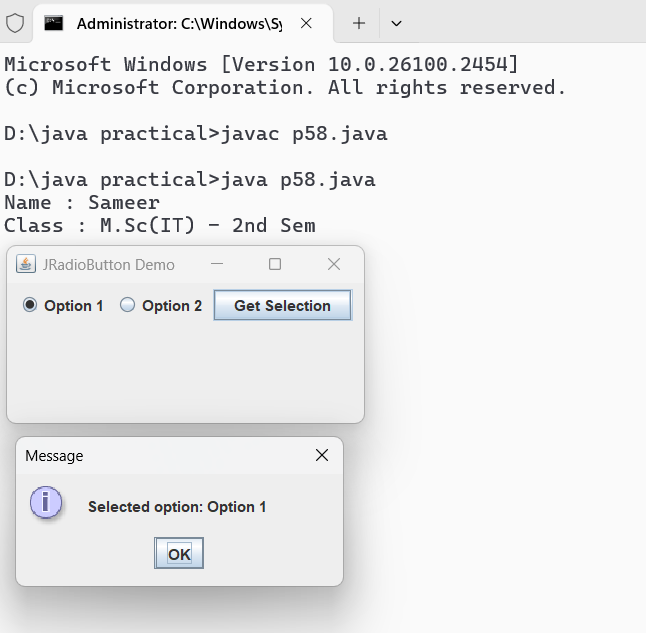 Administrator: C:\Windows\Sy
Microsoft Windows [Version 10.0.26100.2454]
(c) Microsoft Corporation. All rights reserved.
D:\java practical>javac p58.java
D:\java practical>java p58.java
Name : Sameer
Class : M.Sc(IT) - 2nd Sem
JRadioButton Demo
Option 1 Option 2 Get Selection
Message
i Selected option: Option 1
OK